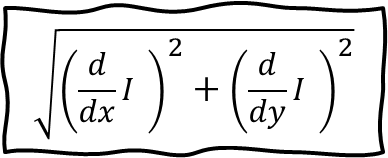 √((d/dx I)² + (d/dy I)²)